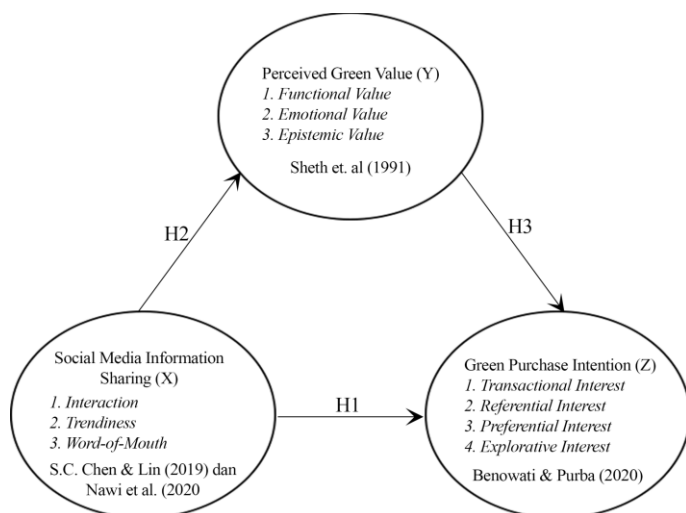 Perceived Green Value (Y)
1. Functional Value
2. Emotional Value
3. Epistemic Value
Sheth et. al (1991)
H2
H3
Social Media Information
Sharing (X)
1. Interaction
2. Trendiness
3. Word-of-Mouth
S.C. Chen & Lin (2019) dan
Nawi et al. (2020
H1
Green Purchase Intention (Z)
1. Transactional Interest
2. Referential Interest
3. Preferential Interest
4. Explorative Interest
Benowati & Purba (2020)